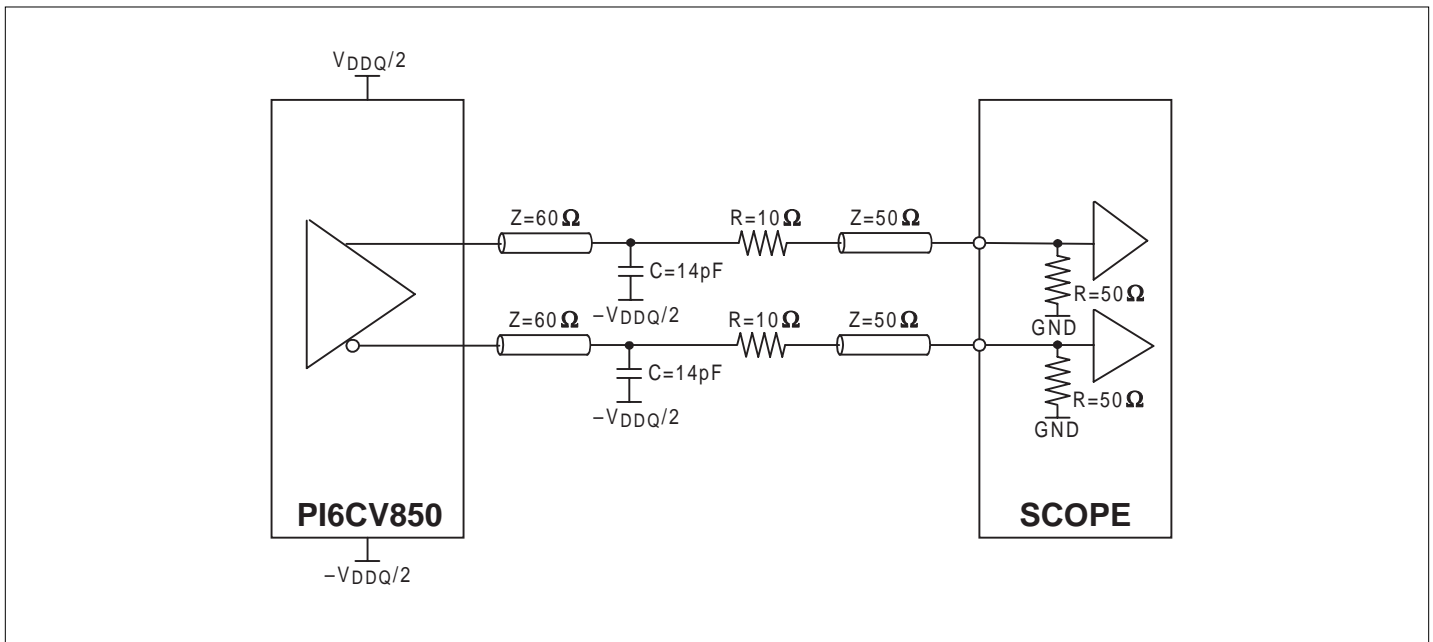 VDDQ/2
Z=60Ω R=10Ω Z=50Ω
C=14pF
R=50Ω
–VDDQ/2
GND
Z=60Ω R=10Ω Z=50Ω
C=14pF
R=50Ω
–VDDQ/2
GND
PI6CV850
SCOPE
–VDDQ/2